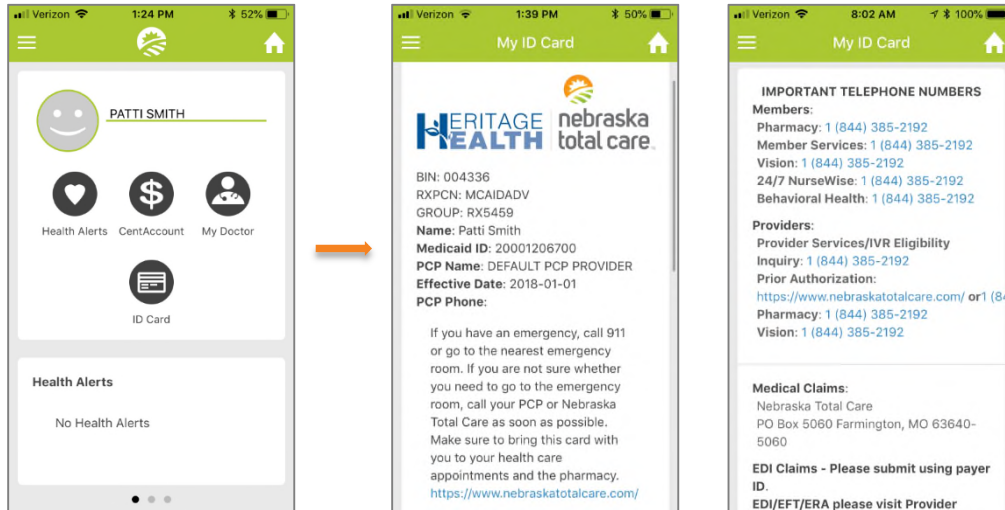 Verizon 1:24 PM 52%
PATTI SMITH
Health Alerts CentAccount My Doctor
ID Card
Health Alerts
No Health Alerts
Verizon 1:39 PM 50%
My ID Card
HERITAGE HEALTH
nebraska total care
BIN: 004336
RXPCN: MCAIDADV
GROUP: RX5459
Name: Patti Smith
Medicaid ID: 20001206700
PCP Name: DEFAULT PCP PROVIDER
Effective Date: 2018-01-01
PCP Phone:
If you have an emergency, call 911
or go to the nearest emergency
room. If you are not sure whether
you need to go to the emergency
room, call your PCP or Nebraska
Total Care as soon as possible.
Make sure to bring this card with
you to your health care
appointments and the pharmacy.
https://www.nebraskatotalcare.com/
Verizon 8:02 AM 100%
My ID Card
IMPORTANT TELEPHONE NUMBERS
Members:
Pharmacy: 1 (844) 385-2192
Member Services: 1 (844) 385-2192
Vision: 1 (844) 385-2192
24/7 NurseWise: 1 (844) 385-2192
Behavioral Health: 1 (844) 385-2192
Providers:
Provider Services/IVR Eligibility
Inquiry: 1 (844) 385-2192
Prior Authorization:
https://www.nebraskatotalcare.com/ or1 (84
Pharmacy: 1 (844) 385-2192
Vision: 1 (844) 385-2192
Medical Claims:
Nebraska Total Care
PO Box 5060 Farmington, MO 63640-
5060
EDI Claims - Please submit using payer
ID.
EDI/EFT/ERA please visit Provider